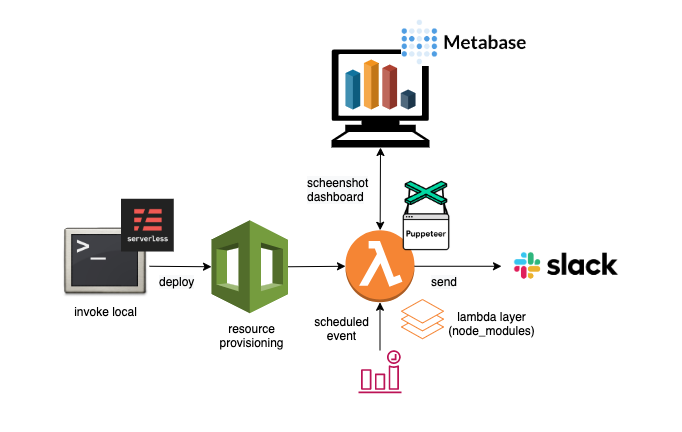 Metabase
scheenshot
dashboard
serverless
>_
Puppeteer
deploy
send
slack
invoke local
resource
provisioning
scheduled
event
lambda layer
(node_modules)